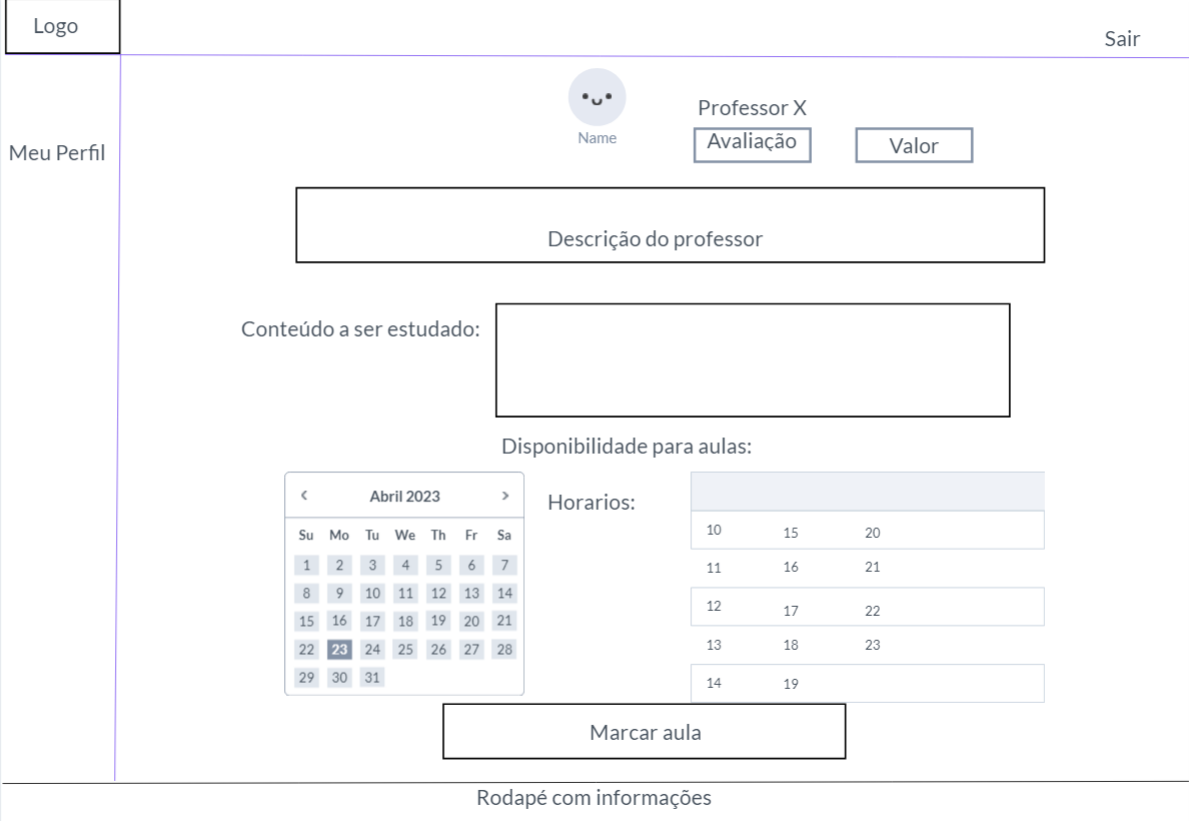 Logo
Sair
Meu Perfil
Name
Professor X
Avaliação
Valor
Descrição do professor
Conteúdo a ser estudado:
Disponibilidade para aulas:
‹ Abril 2023 ›
Su Mo Tu We Th Fr Sa
1 2 3 4 5 6 7
8 9 10 11 12 13 14
15 16 17 18 19 20 21
22 23 24 25 26 27 28
29 30 31
Horarios:
10 15 20
11 16 21
12 17 22
13 18 23
14 19
Marcar aula
Rodapé com informações